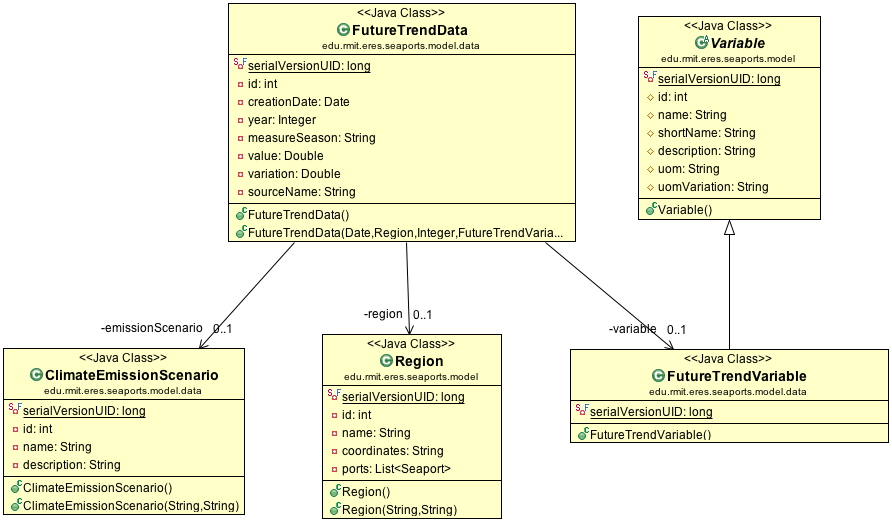 <<Java Class>>
FutureTrendData
edu.rmit.eres.seaports.model.data
serialVersionUID: long
id: int
creationDate: Date
year: Integer
measureSeason: String
value: Double
variation: Double
sourceName: String
FutureTrendData()
FutureTrendData(Date,Region,Integer,FutureTrendVaria...
<<Java Class>>
Variable
edu.rmit.eres.seaports.model
serialVersionUID: long
id: int
name: String
shortName: String
description: String
uom: String
uomVariation: String
Variable()
-emissionScenario 0..1
-region 0..1
-variable 0..1
<<Java Class>>
ClimateEmissionScenario
edu.rmit.eres.seaports.model.data
serialVersionUID: long
id: int
name: String
description: String
ClimateEmissionScenario()
ClimateEmissionScenario(String,String)
<<Java Class>>
Region
edu.rmit.eres.seaports.model
serialVersionUID: long
id: int
name: String
coordinates: String
ports: List<Seaport>
Region()
Region(String,String)
<<Java Class>>
FutureTrendVariable
edu.rmit.eres.seaports.model.data
serialVersionUID: long
FutureTrendVariable()